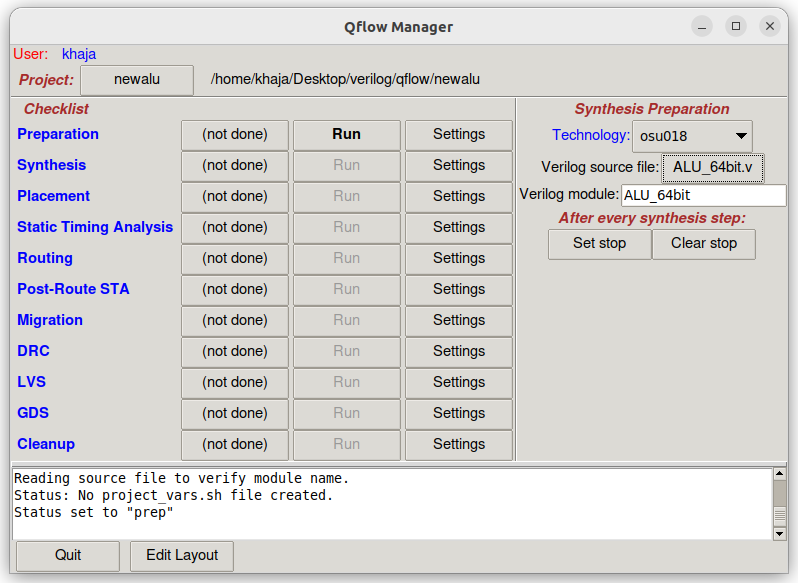 Qflow Manager
User: khaja
Project: newalu /home/khaja/Desktop/verilog/qflow/newalu
Checklist
Preparation (not done) Run Settings
Synthesis (not done) Run Settings
Placement (not done) Run Settings
Static Timing Analysis (not done) Run Settings
Routing (not done) Run Settings
Post-Route STA (not done) Run Settings
Migration (not done) Run Settings
DRC (not done) Run Settings
LVS (not done) Run Settings
GDS (not done) Run Settings
Cleanup (not done) Run Settings
Synthesis Preparation
Technology: osu018
Verilog source file: ALU_64bit.v
Verilog module: ALU_64bit
After every synthesis step:
Set stop Clear stop
Reading source file to verify module name.
Status: No project_vars.sh file created.
Status set to "prep"
Quit Edit Layout